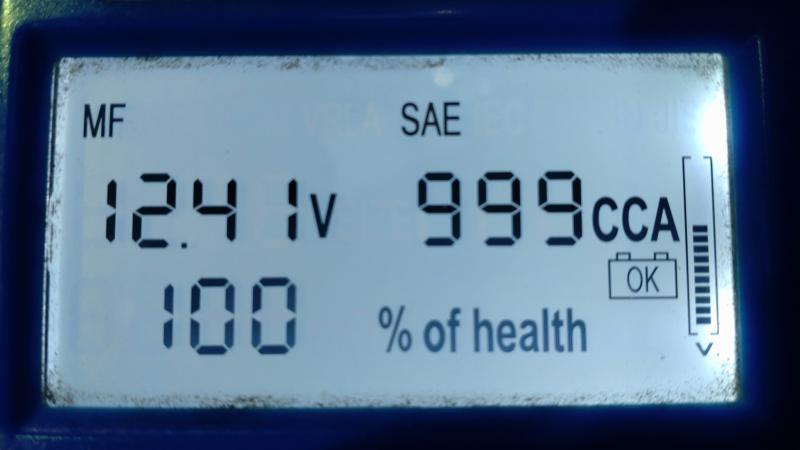 MF SAE
12.41V 999CCA
OK
100 % of health